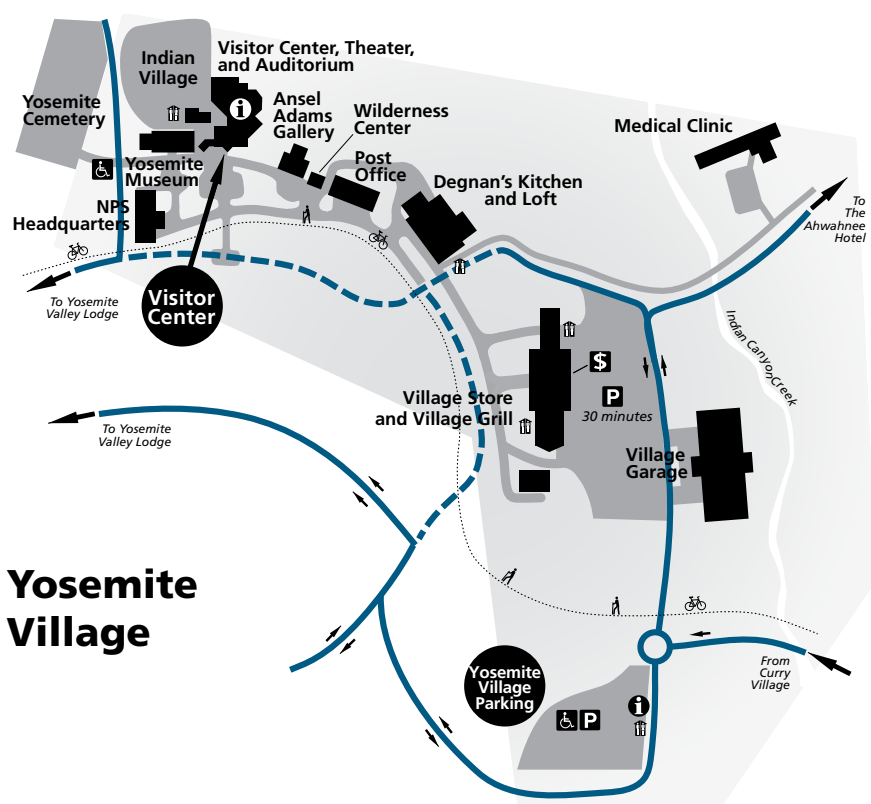 Visitor Center, Theater,
and Auditorium
Indian
Village
Ansel
Adams
Gallery
Wilderness
Center
Yosemite
Cemetery
Medical Clinic
Post
Office
Yosemite
Museum
Degnan's Kitchen
and Loft
NPS
Headquarters
To
The
Ahwahnee
Hotel
To Yosemite
Valley Lodge
Visitor
Center
Indian Canyon Creek
$
P
30 minutes
Village Store
and Village Grill
To Yosemite
Valley Lodge
Village
Garage
Yosemite
Village
From
Curry
Village
Yosemite
Village
Parking
P
i
i